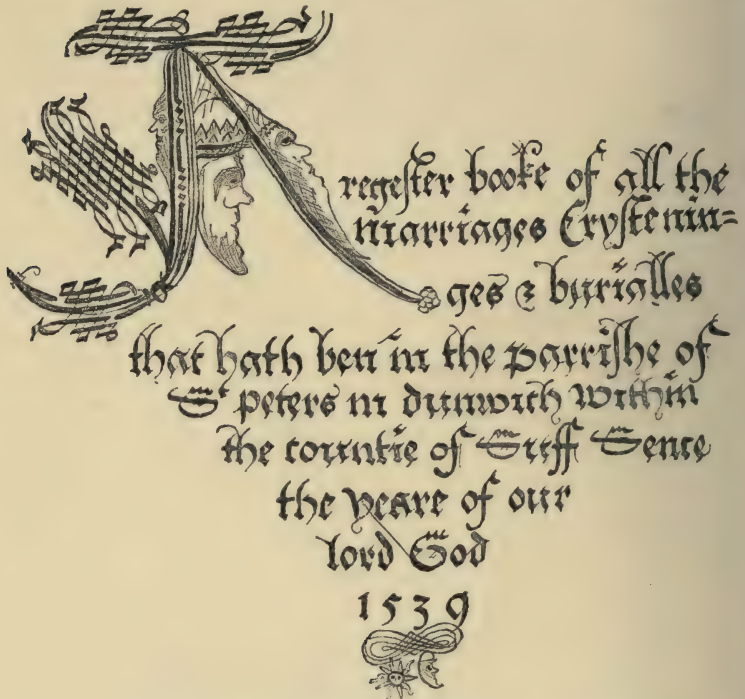 A regester booke of all the
marriages Crystenin=
ges & burialles
that hath ben in the parrishe of
St peters in dunwich within
the countie of Suff Sence
the yeare of our
lord God
1539